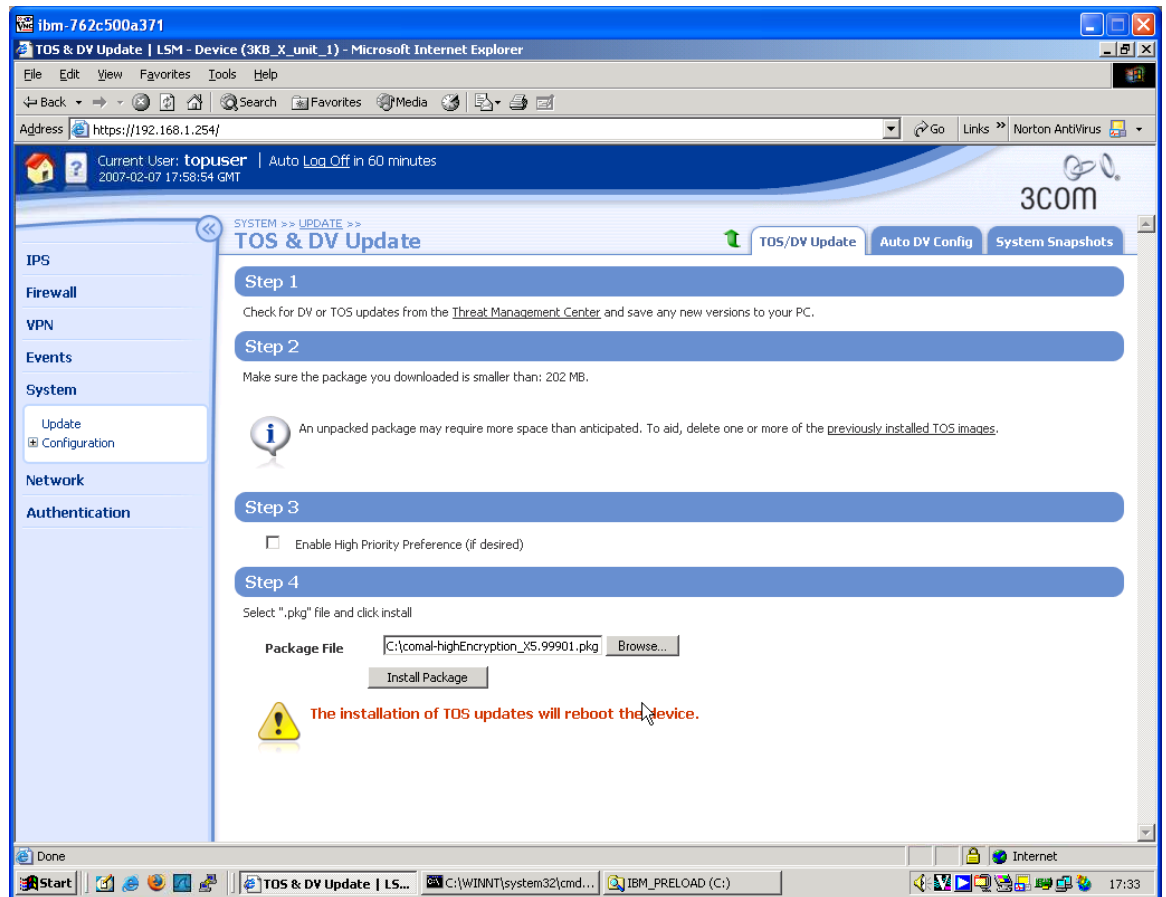 ibm-762c500a371
TOS & DV Update | LSM - Device (3KB_X_unit_1) - Microsoft Internet Explorer
File Edit View Favorites Tools Help
Back Search Favorites Media
Address https://192.168.1.254/ Go Links » Norton AntiVirus
Current User: topuser | Auto Log Off in 60 minutes
2007-02-07 17:58:54 GMT
3COM
SYSTEM >> UPDATE >>
TOS & DV Update
TOS/DV Update Auto DV Config System Snapshots
IPS
Firewall
VPN
Events
System
Update
Configuration
Network
Authentication
Step 1
Check for DV or TOS updates from the Threat Management Center and save any new versions to your PC.
Step 2
Make sure the package you downloaded is smaller than: 202 MB.
An unpacked package may require more space than anticipated. To aid, delete one or more of the previously installed TOS images.
Step 3
Enable High Priority Preference (if desired)
Step 4
Select ".pkg" file and click install
Package File C:\comal-highEncryption_X5.99901.pkg Browse...
Install Package
The installation of TOS updates will reboot the device.
Done Internet
Start TOS & DV Update | LS... C:\WINNT\system32\cmd... IBM_PRELOAD (C:) 17:33